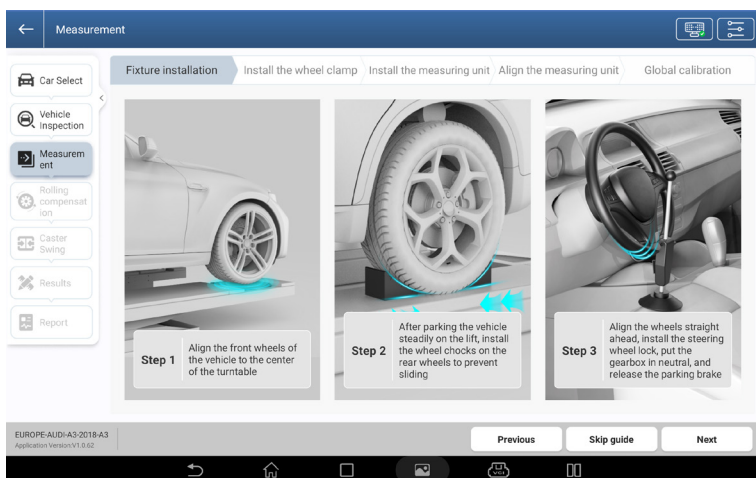 Measurement
Car Select
Vehicle
Inspection
Measurem
ent
Rolling
compensat
ion
Caster
Swing
Results
Report
Fixture installation
Install the wheel clamp
Install the measuring unit
Align the measuring unit
Global calibration
Step 1
Align the front wheels of
the vehicle to the center
of the turntable
Step 2
After parking the vehicle
steadily on the lift, install
the wheel chocks on the
rear wheels to prevent
sliding
Step 3
Align the wheels straight
ahead, install the steering
wheel lock, put the
gearbox in neutral, and
release the parking brake
EUROPE-AUDI-A3-2018-A3
Application Version:V1.0.62
Previous
Skip guide
Next
VCI